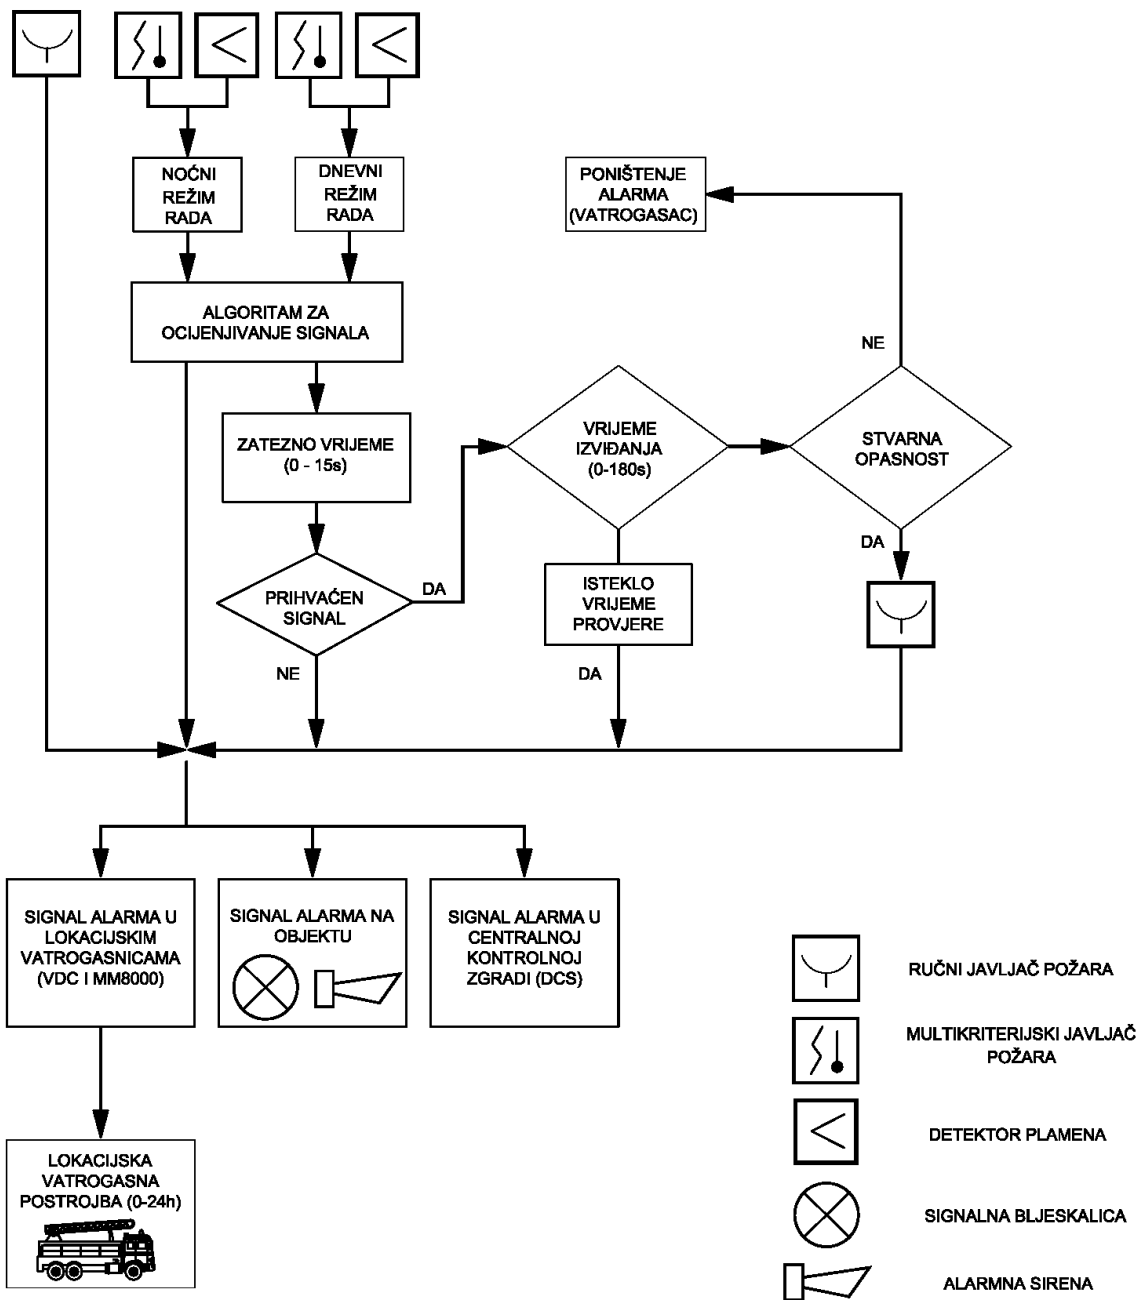 NOĆNI
REŽIM
RADA
DNEVNI
REŽIM
RADA
PONIŠTENJE
ALARMA
(VATROGASAC)
ALGORITAM ZA
OCIJENJIVANJE SIGNALA
NE
ZATEZNO VRIJEME
(0 - 15s)
VRIJEME
IZVIĐANJA
(0-180s)
STVARNA
OPASNOST
DA
PRIHVAĆEN
SIGNAL
DA
ISTEKLO
VRIJEME
PROVJERE
NE
DA
SIGNAL ALARMA U
LOKACIJSKIM
VATROGASNICAMA
(VDC I MM8000)
SIGNAL ALARMA NA
OBJEKTU
SIGNAL ALARMA U
CENTRALNOJ
KONTROLNOJ
ZGRADI (DCS)
LOKACIJSKA
VATROGASNA
POSTROJBA (0-24h)
RUČNI JAVLJAČ POŽARA
MULTIKRITERIJSKI JAVLJAČ
POŽARA
DETEKTOR PLAMENA
SIGNALNA BLJESKALICA
ALARMNA SIRENA